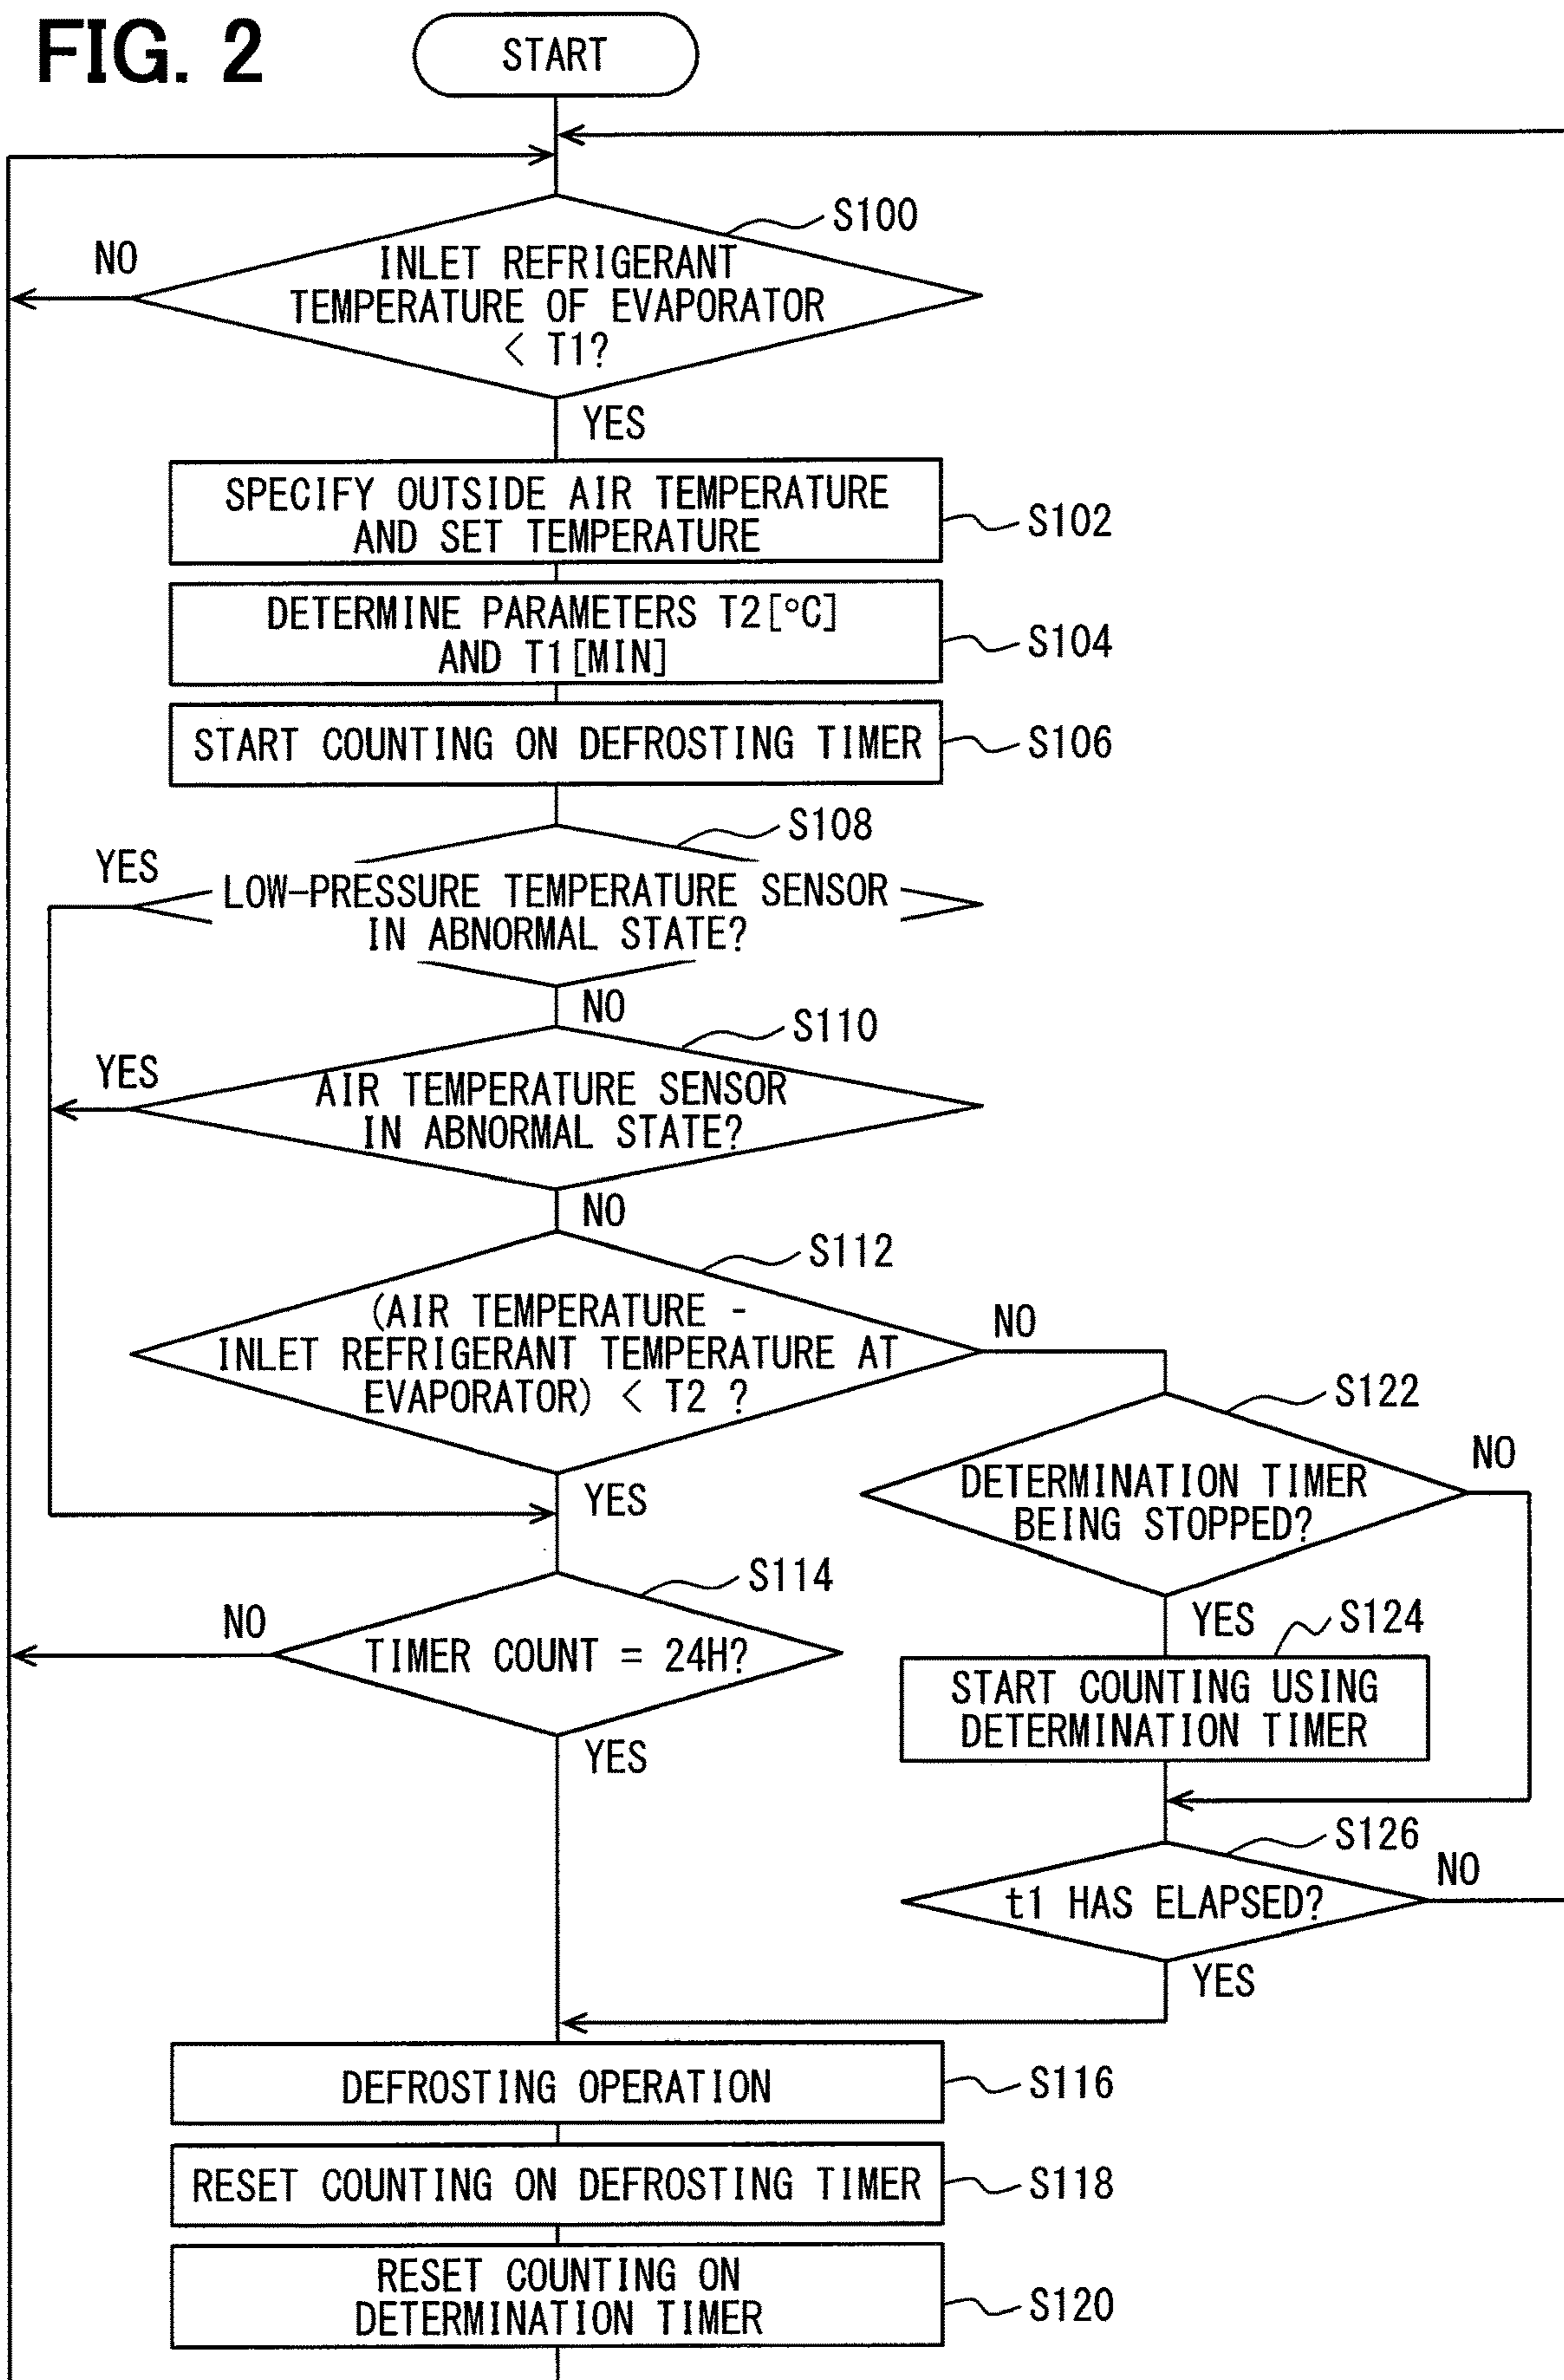 FIG. 2
START
S100
NO
INLET REFRIGERANT
TEMPERATURE OF EVAPORATOR
< T1?
YES
SPECIFY OUTSIDE AIR TEMPERATURE
AND SET TEMPERATURE
S102
DETERMINE PARAMETERS T2[°C]
AND T1[MIN]
S104
START COUNTING ON DEFROSTING TIMER
S106
S108
YES
LOW-PRESSURE TEMPERATURE SENSOR
IN ABNORMAL STATE?
NO
S110
YES
AIR TEMPERATURE SENSOR
IN ABNORMAL STATE?
NO
S112
(AIR TEMPERATURE -
INLET REFRIGERANT TEMPERATURE AT
EVAPORATOR) < T2 ?
NO
YES
S122
DETERMINATION TIMER
BEING STOPPED?
NO
YES
S114
NO
TIMER COUNT = 24H?
YES
S124
START COUNTING USING
DETERMINATION TIMER
S126
t1 HAS ELAPSED?
NO
YES
DEFROSTING OPERATION
S116
RESET COUNTING ON DEFROSTING TIMER
S118
RESET COUNTING ON
DETERMINATION TIMER
S120